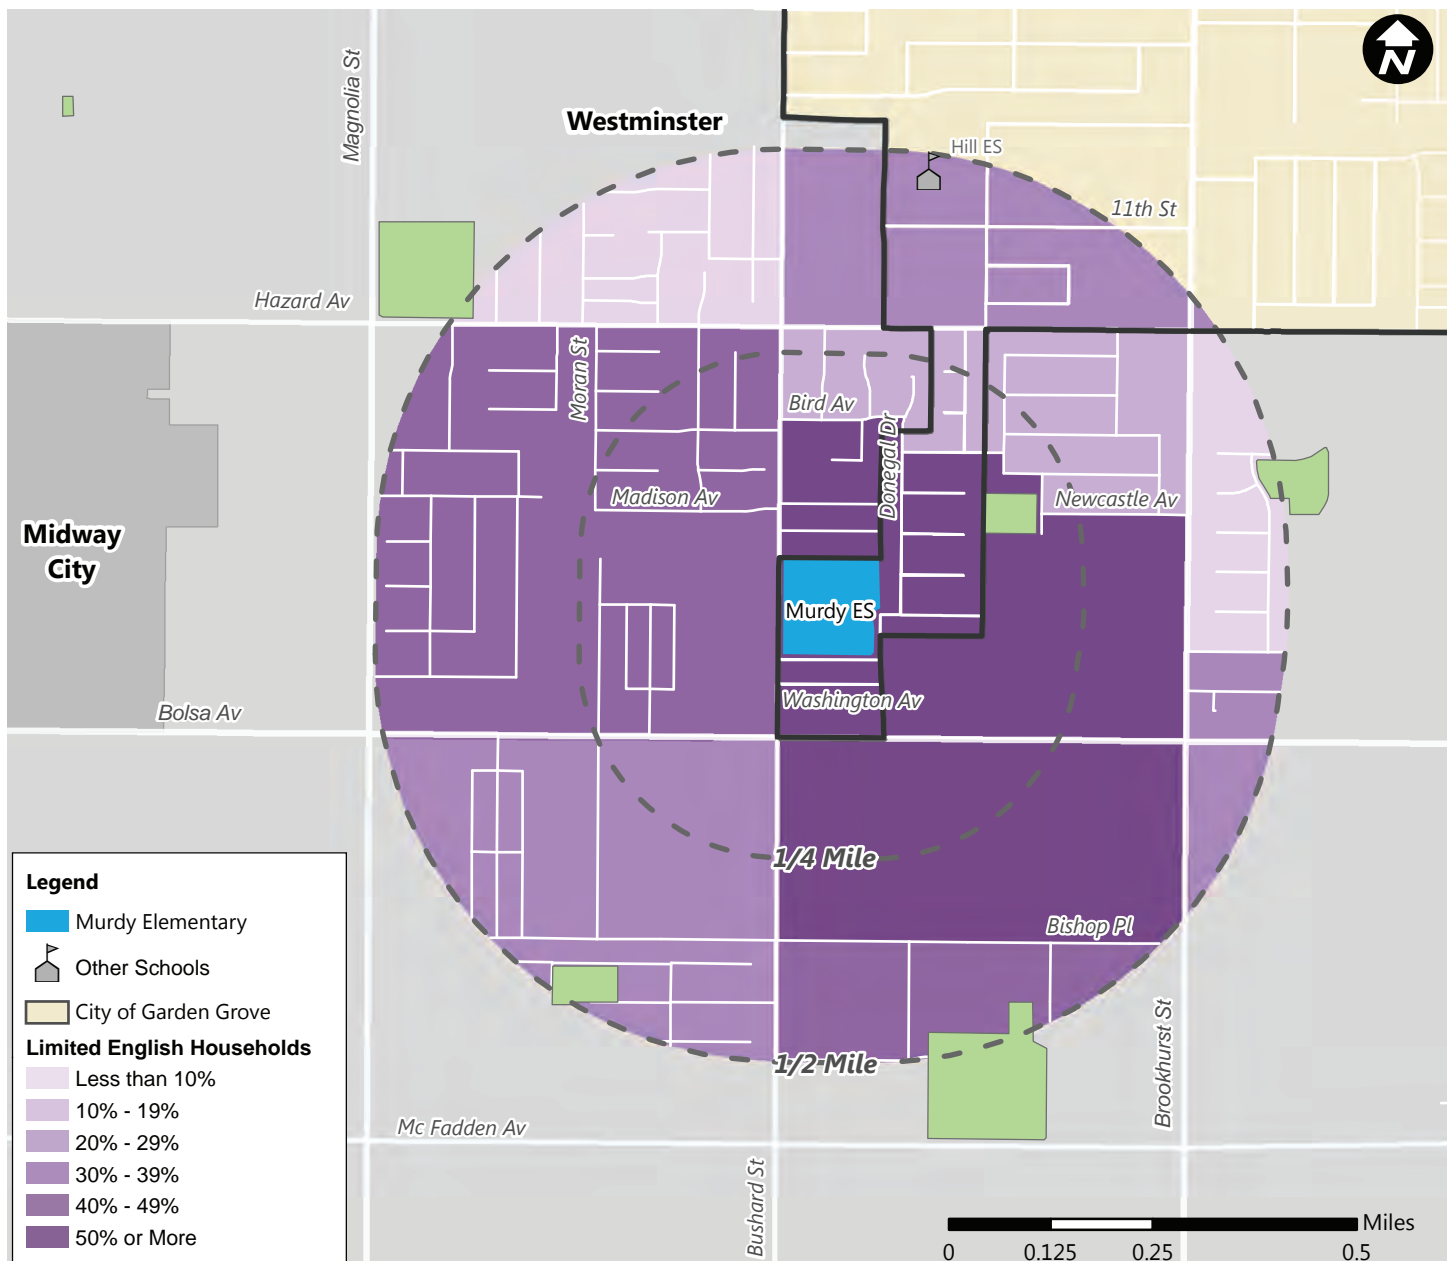 N
Magnolia St
Westminster
Hill ES
11th St
Hazard Av
Moran St
Bird Av
Donegal Dr
Madison Av
Newcastle Av
Midway
City
Murdy ES
Washington Av
Bolsa Av
1/4 Mile
Bishop Pl
1/2 Mile
Brookhurst St
Mc Fadden Av
Bushard St
Legend
Murdy Elementary
Other Schools
City of Garden Grove
Limited English Households
Less than 10%
10% - 19%
20% - 29%
30% - 39%
40% - 49%
50% or More
Miles
0 0.125 0.25 0.5